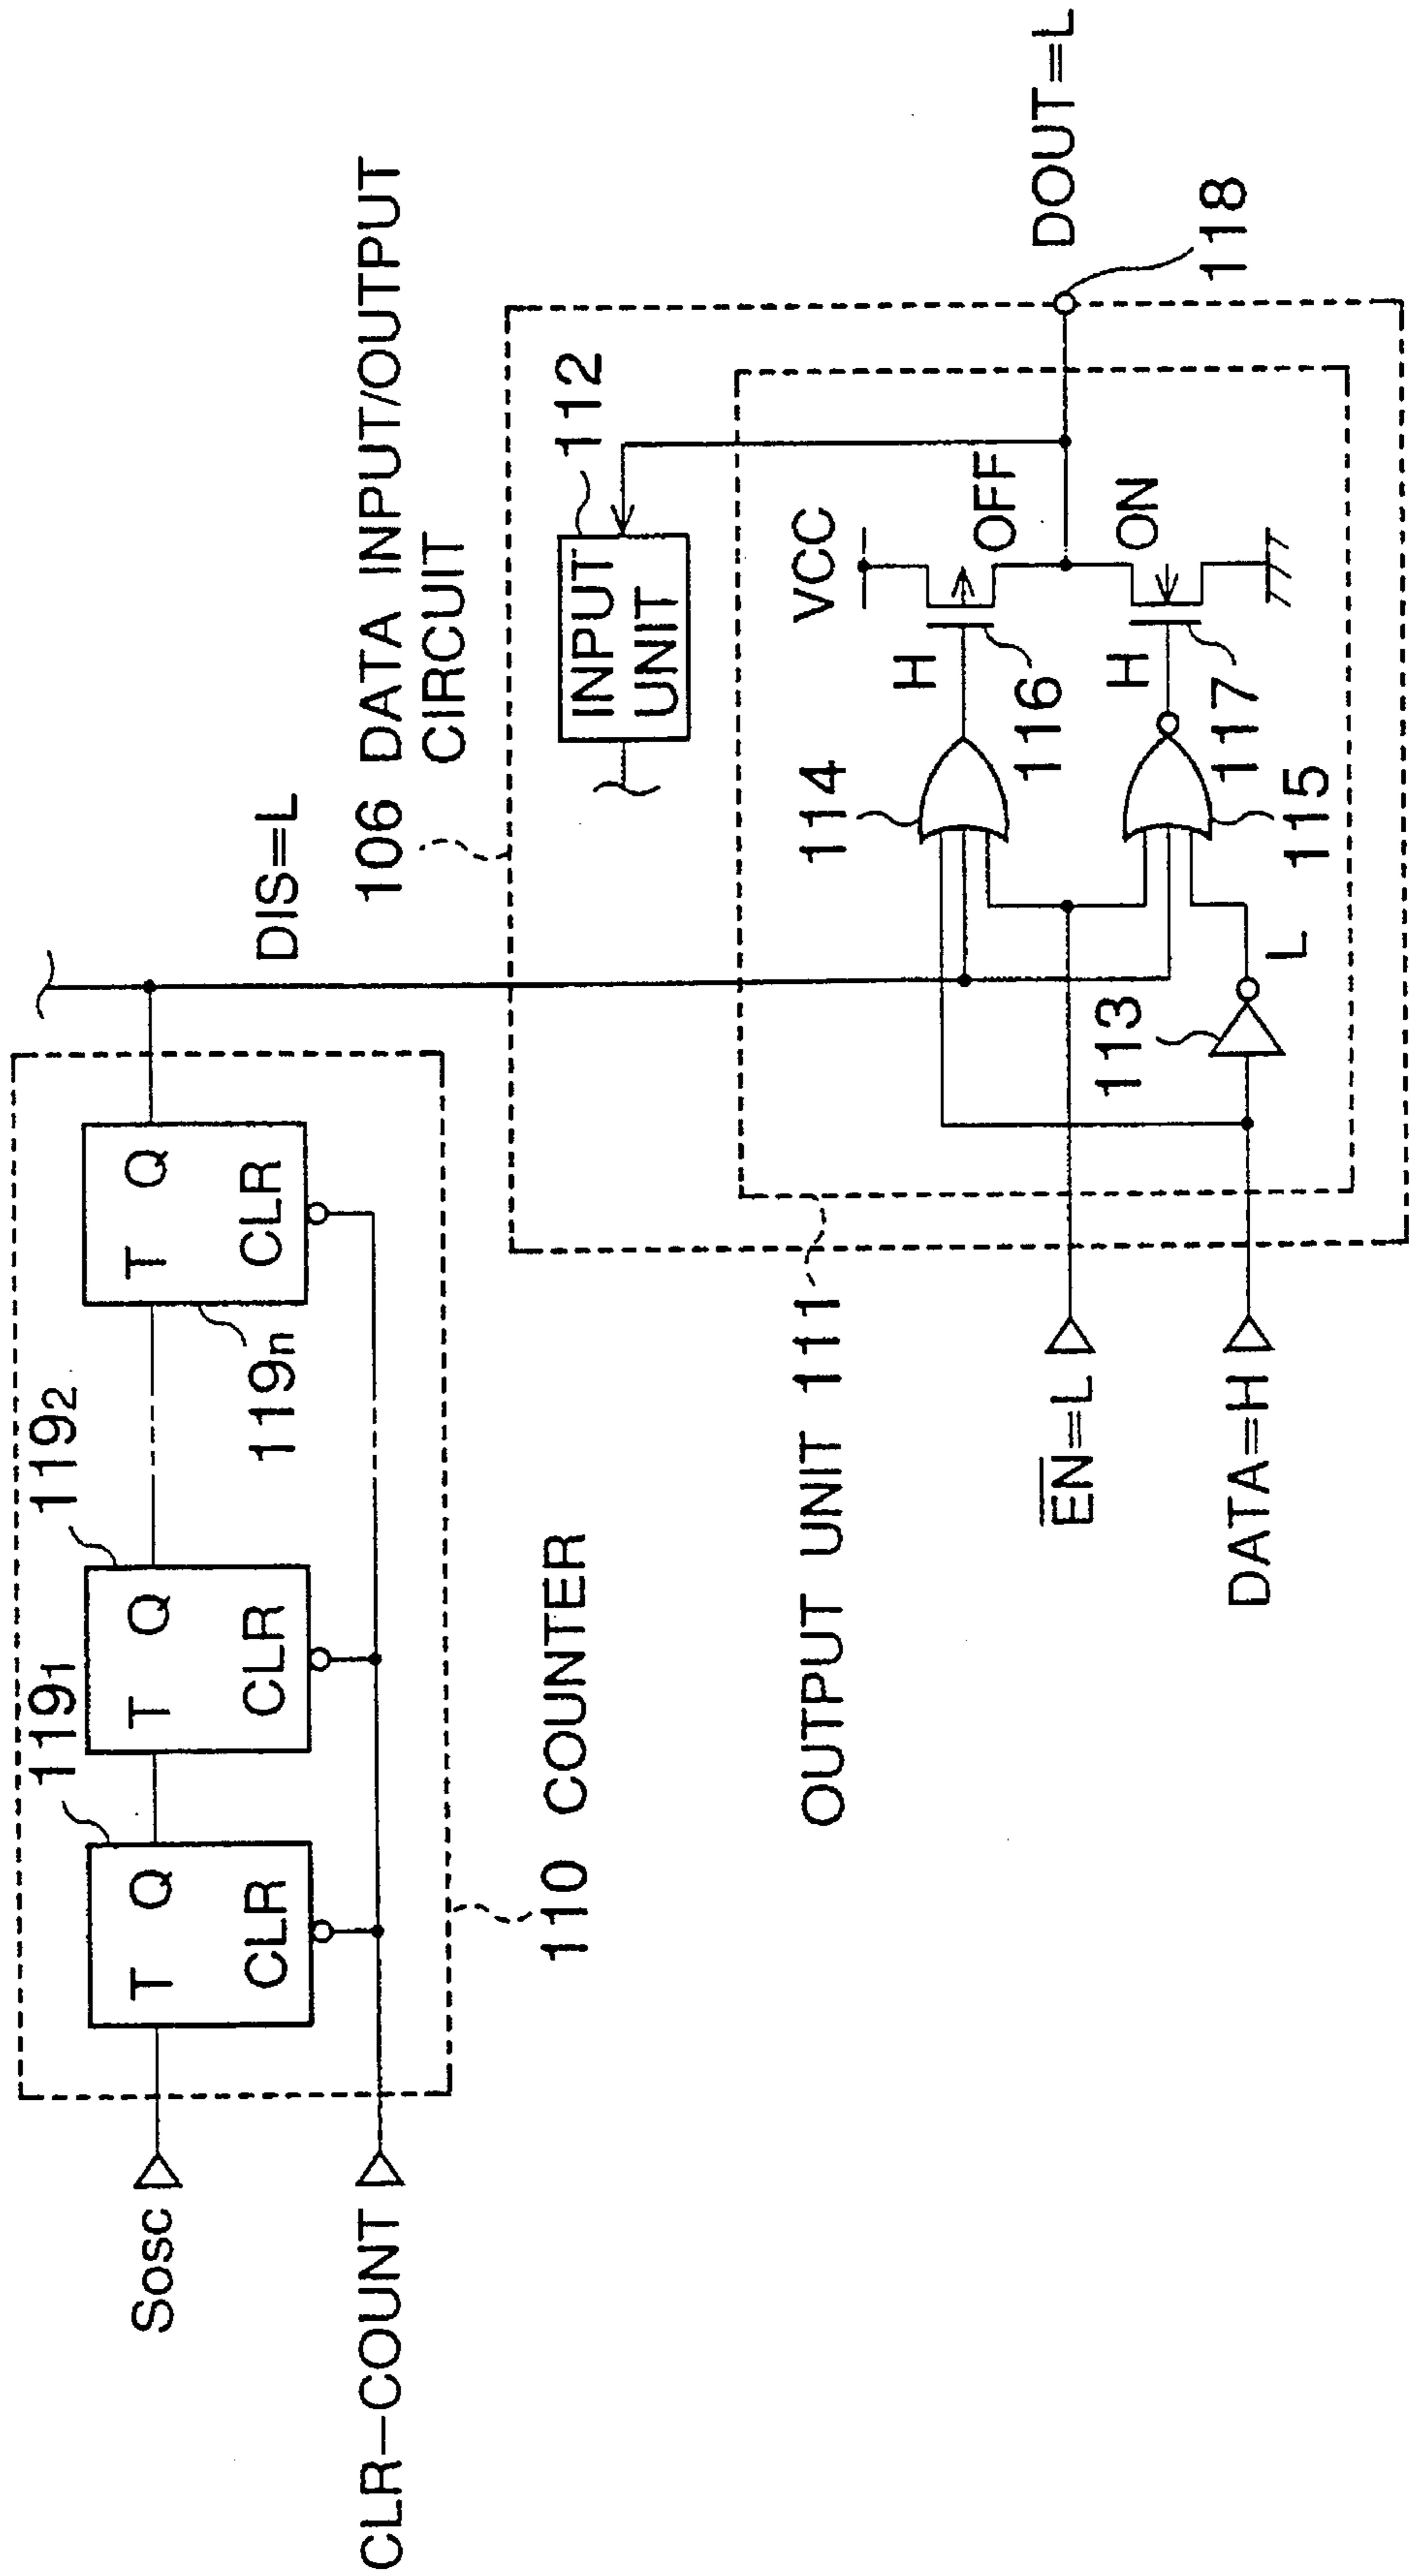 SOSC
CLR—COUNT
T Q
CLR
119₁
T Q
CLR
119₂
T Q
CLR
119n
110 COUNTER
DIS=L
106 DATA INPUT/OUTPUT
CIRCUIT
INPUT
UNIT
112
OUTPUT UNIT 111
E̅N̅=L
DATA=H
113
L
114
115
H
116
H
117
VCC
OFF
ON
DOUT=L
118